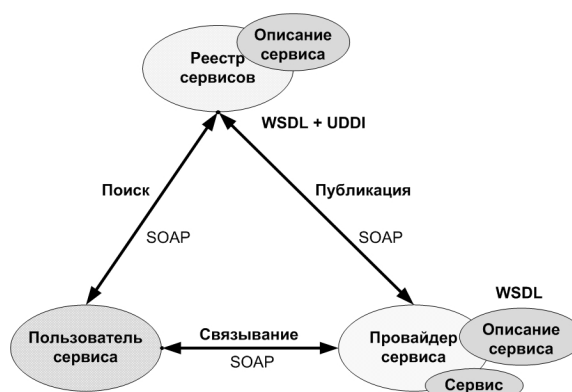 Описание
сервиса
Реестр
сервисов
WSDL + UDDI
Поиск
Публикация
SOAP
SOAP
WSDL
Пользователь
сервиса
Связывание
SOAP
Провайдер
сервиса
Описание
сервиса
Сервис